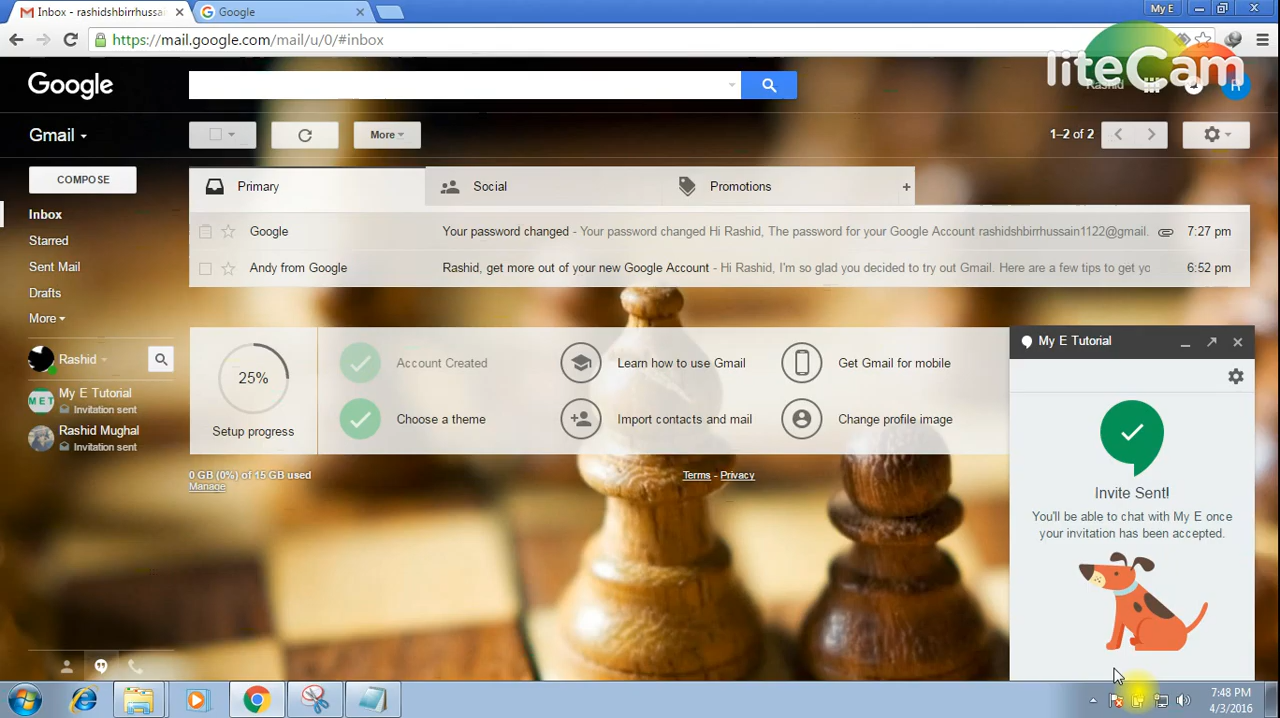 Inbox - rashidshbirrhussai
Google
My E
https://mail.google.com/mail/u/0/#inbox
liteCam
Google
Rashid
R
Gmail
More
1–2 of 2
COMPOSE
Primary
Social
Promotions
+
Inbox
Starred
Sent Mail
Drafts
More
Google
Your password changed - Your password changed Hi Rashid, The password for your Google Account rashidshbirrhussain1122@gmail.
7:27 pm
Andy from Google
Rashid, get more out of your new Google Account - Hi Rashid, I'm so glad you decided to try out Gmail. Here are a few tips to get yo
6:52 pm
Rashid
MET
My E Tutorial
Invitation sent
Rashid Mughal
Invitation sent
25%
Setup progress
Account Created
Learn how to use Gmail
Get Gmail for mobile
Choose a theme
Import contacts and mail
Change profile image
0 GB (0%) of 15 GB used
Manage
Terms - Privacy
My E Tutorial
Invite Sent!
You'll be able to chat with My E once
your invitation has been accepted.
7:48 PM
4/3/2016